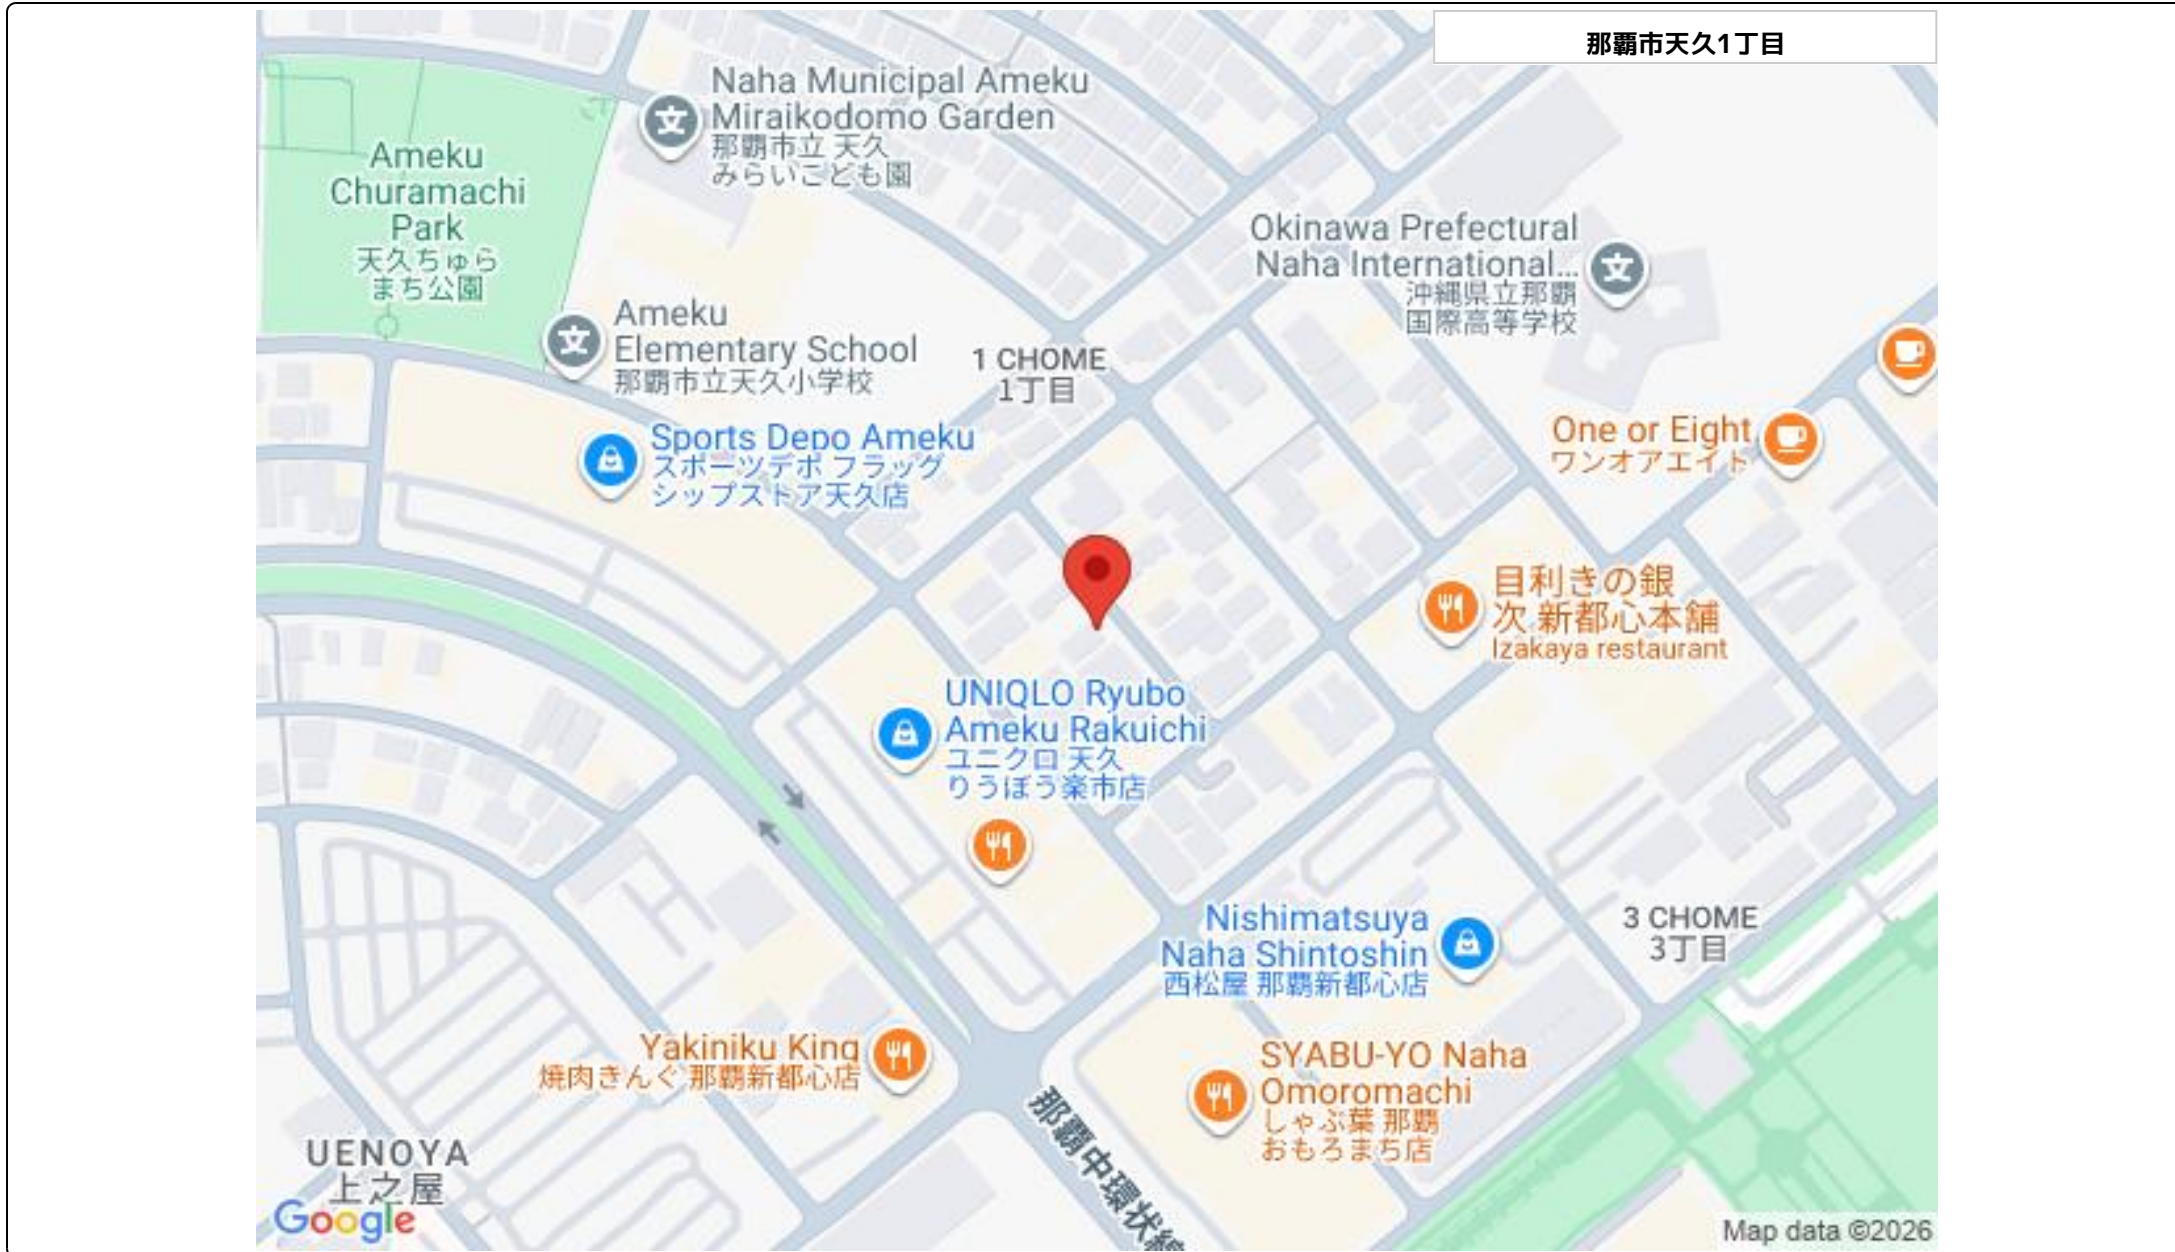 那覇市天久1丁目
Naha Municipal Ameku
Miraikodomo Garden
那覇市立 天久
みらいこども園
Ameku
Churamachi
Park
天久ちゅら
まち公園
Okinawa Prefectural
Naha International...
沖縄県立那覇
国際高等学校
Ameku
Elementary School
那覇市立天久小学校
1 CHOME
1丁目
One or Eight
ワンオアエイト
Sports Depo Ameku
スポーツデポ フラッグ
シップストア天久店
目利きの銀
次 新都心本舗
Izakaya restaurant
UNIQLO Ryubo
Ameku Rakuichi
ユニクロ 天久
りうぼう楽市店
Nishimatsuya
Naha Shintoshin
西松屋 那覇新都心店
3 CHOME
3丁目
Yakiniku King
焼肉きんぐ 那覇新都心店
SYABU-YO Naha
Omoromachi
しゃぶ葉 那覇
おもろまち店
那覇中環状線
UENOYA
上之屋
Google
Map data ©2026